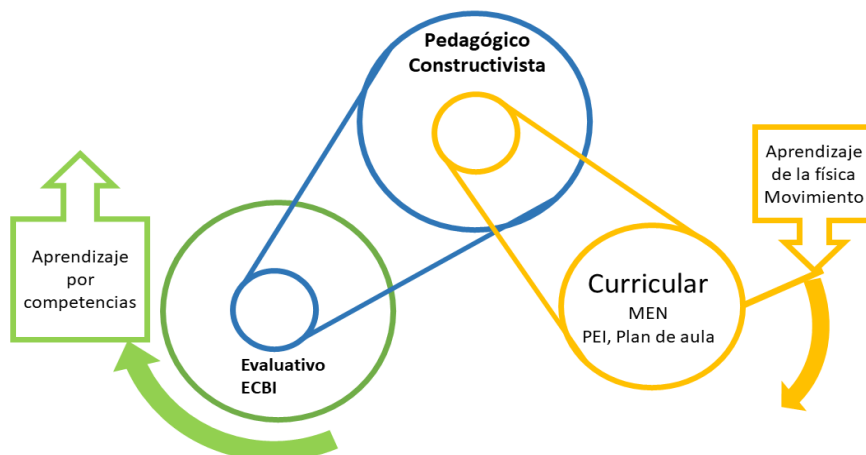 Pedagógico
Constructivista
Aprendizaje
de la física
Movimiento
Aprendizaje
por
competencias
Curricular
MEN
PEI, Plan de aula
Evaluativo
ECBI